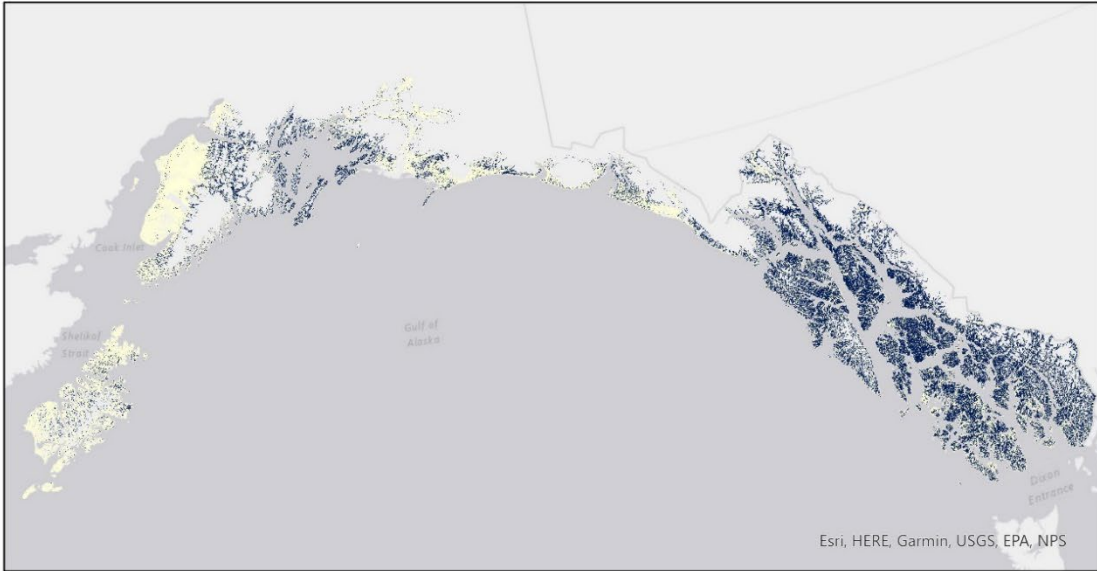 Cook Inlet
Shelikof
Strait
Gulf of
Alaska
Dixon
Entrance
Esri, HERE, Garmin, USGS, EPA, NPS